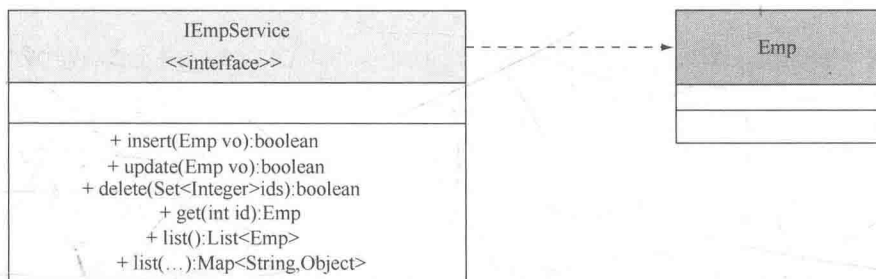 IEmpService
<<interface>>
Emp
+ insert(Emp vo):boolean
+ update(Emp vo):boolean
+ delete(Set<Integer>ids):boolean
+ get(int id):Emp
+ list():List<Emp>
+ list(…):Map<String,Object>